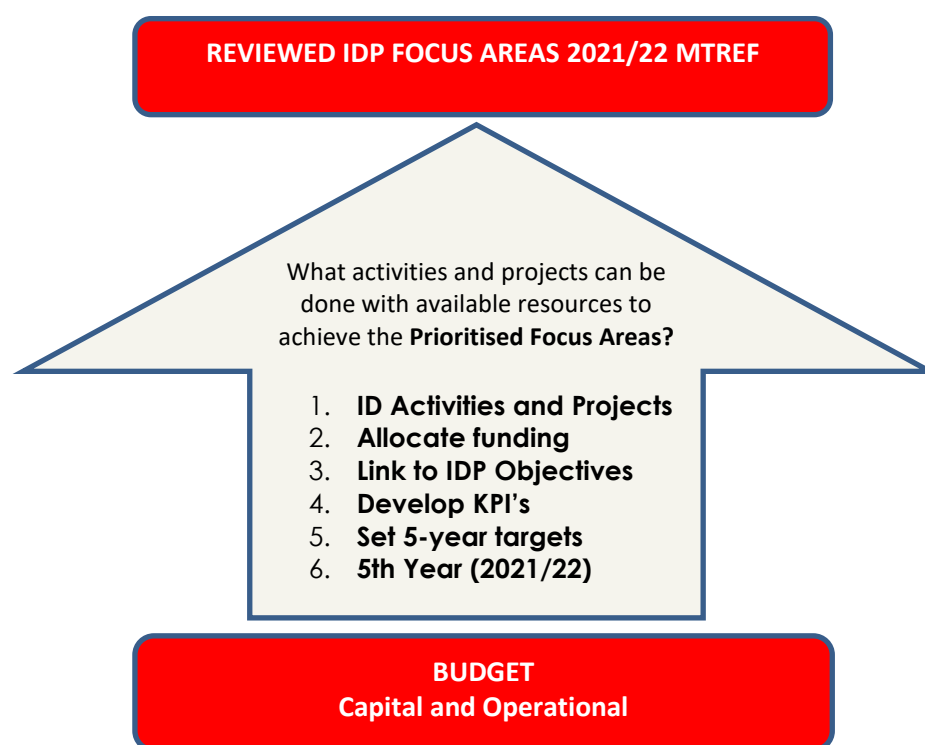 REVIEWED IDP FOCUS AREAS 2021/22 MTREF
What activities and projects can be
done with available resources to
achieve the Prioritised Focus Areas?
1. ID Activities and Projects
2. Allocate funding
3. Link to IDP Objectives
4. Develop KPI’s
5. Set 5-year targets
6. 5th Year (2021/22)
BUDGET
Capital and Operational